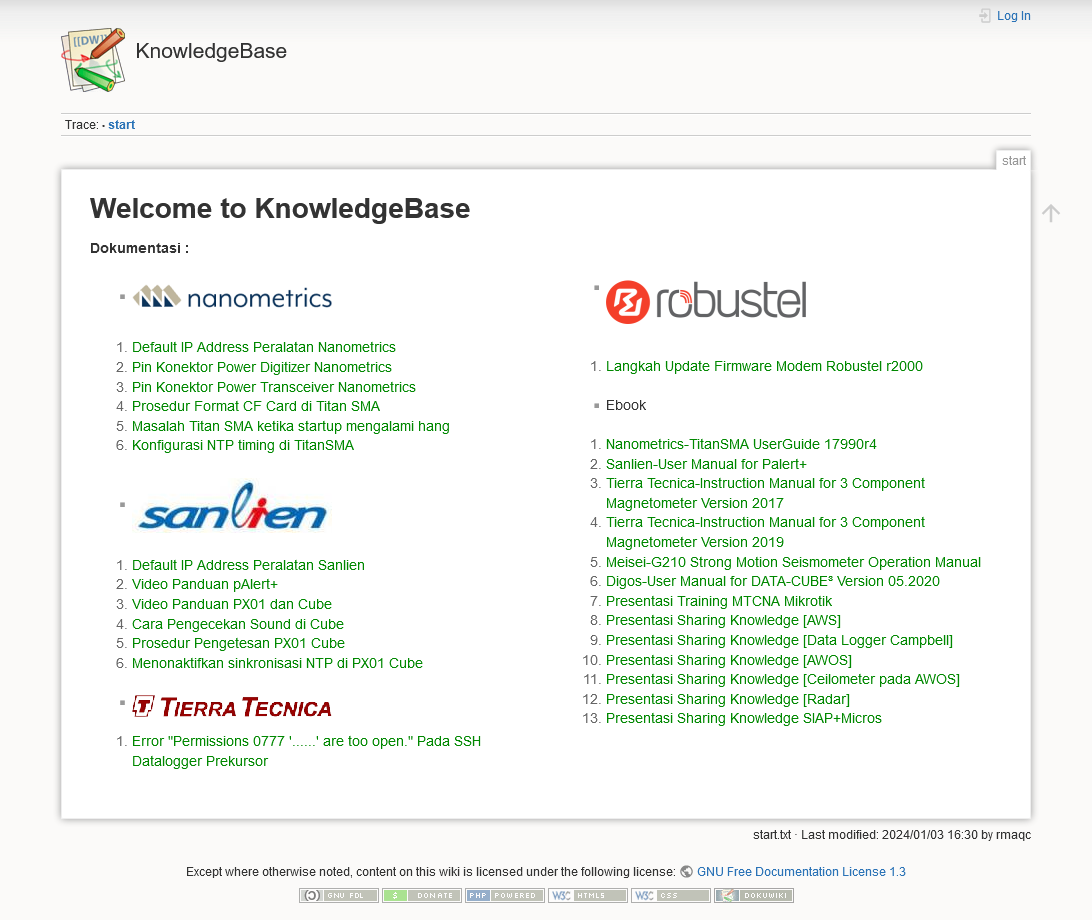 Log In
[[DW]]
KnowledgeBase
Trace: • start
start
Welcome to KnowledgeBase
Dokumentasi :
nanometrics
1. Default IP Address Peralatan Nanometrics
2. Pin Konektor Power Digitizer Nanometrics
3. Pin Konektor Power Transceiver Nanometrics
4. Prosedur Format CF Card di Titan SMA
5. Masalah Titan SMA ketika startup mengalami hang
6. Konfigurasi NTP timing di TitanSMA
sanlien
1. Default IP Address Peralatan Sanlien
2. Video Panduan pAlert+
3. Video Panduan PX01 dan Cube
4. Cara Pengecekan Sound di Cube
5. Prosedur Pengetesan PX01 Cube
6. Menonaktifkan sinkronisasi NTP di PX01 Cube
TIERRA TECNICA
1. Error "Permissions 0777 '......' are too open." Pada SSH
Datalogger Prekursor
robustel
1. Langkah Update Firmware Modem Robustel r2000
Ebook
1. Nanometrics-TitanSMA UserGuide 17990r4
2. Sanlien-User Manual for Palert+
3. Tierra Tecnica-Instruction Manual for 3 Component
Magnetometer Version 2017
4. Tierra Tecnica-Instruction Manual for 3 Component
Magnetometer Version 2019
5. Meisei-G210 Strong Motion Seismometer Operation Manual
6. Digos-User Manual for DATA-CUBE³ Version 05.2020
7. Presentasi Training MTCNA Mikrotik
8. Presentasi Sharing Knowledge [AWS]
9. Presentasi Sharing Knowledge [Data Logger Campbell]
10. Presentasi Sharing Knowledge [AWOS]
11. Presentasi Sharing Knowledge [Ceilometer pada AWOS]
12. Presentasi Sharing Knowledge [Radar]
13. Presentasi Sharing Knowledge SIAP+Micros
start.txt · Last modified: 2024/01/03 16:30 by rmaqc
Except where otherwise noted, content on this wiki is licensed under the following license: GNU Free Documentation License 1.3
GNU FDL $ DONATE PHP POWERED W3C HTML5 W3C CSS DOKUWIKI